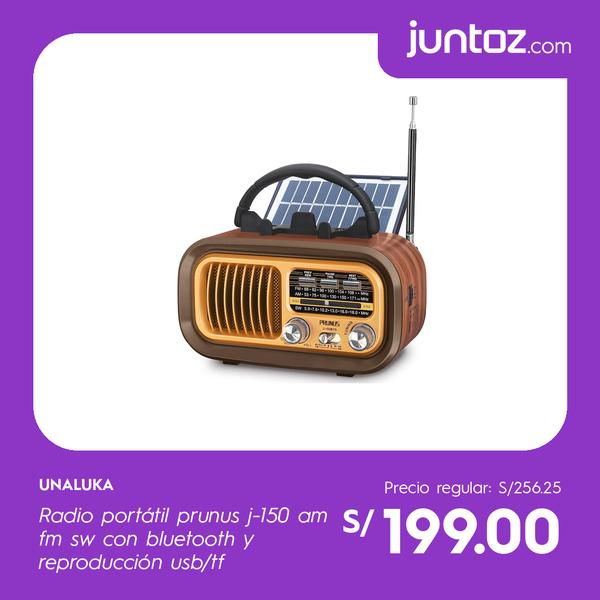 juntoz.com
PRUNUS
UNALUKA
Radio portátil prunus j-150 am
fm sw con bluetooth y
reproducción usb/tf
Precio regular: S/256.25
S/199.00